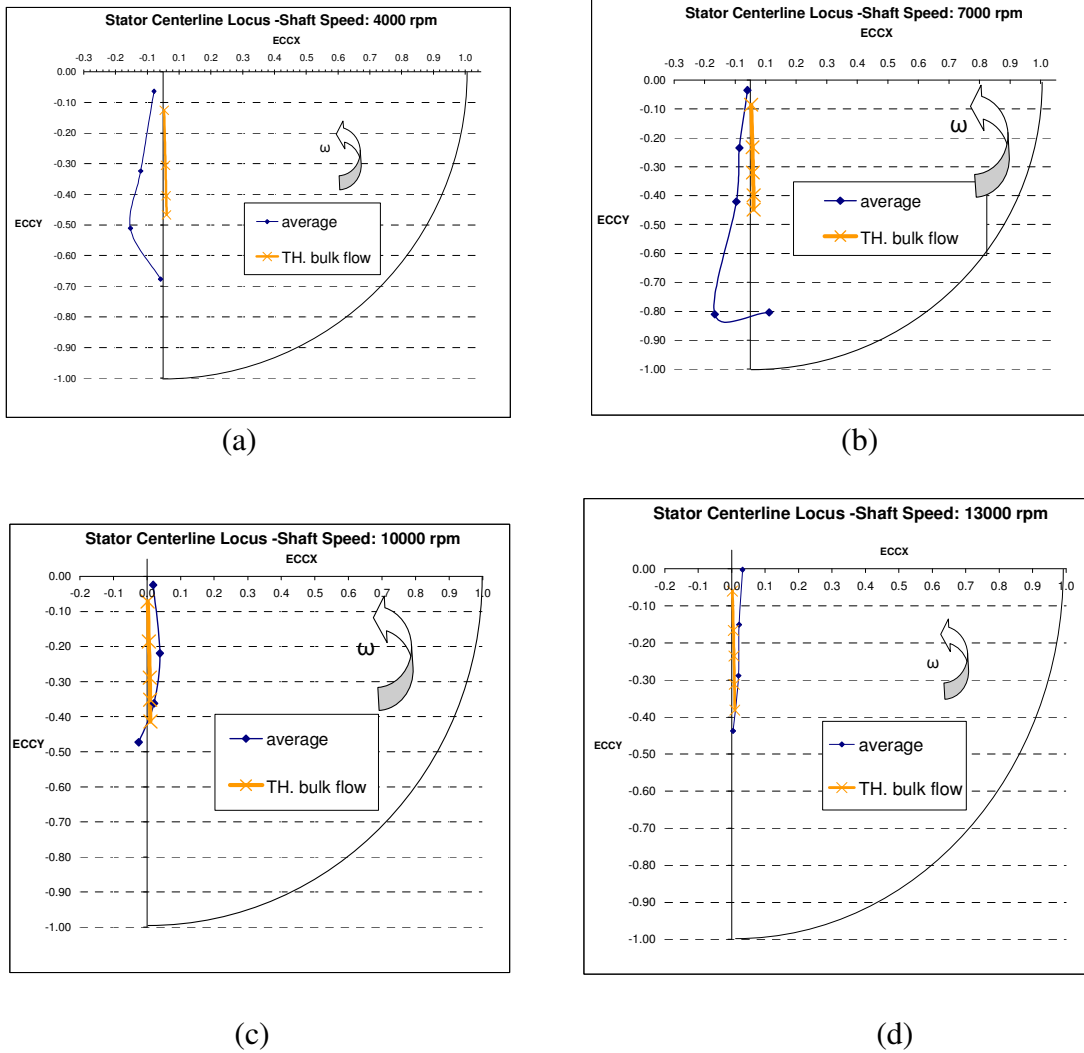 Stator Centerline Locus -Shaft Speed: 4000 rpm
ECCX
-0.3 -0.2 -0.1 0.1 0.2 0.3 0.4 0.5 0.6 0.7 0.8 0.9 1.0
0.00
-0.10
-0.20
ω
-0.30
-0.40
ECCY
-0.50
average
-0.60
TH. bulk flow
-0.70
-0.80
-0.90
-1.00
(a)
Stator Centerline Locus -Shaft Speed: 7000 rpm
ECCX
-0.3 -0.2 -0.1 0.1 0.2 0.3 0.4 0.5 0.6 0.7 0.8 0.9 1.0
0.00
-0.10
ω
-0.20
-0.30
-0.40
average
ECCY
-0.50
TH. bulk flow
-0.60
-0.70
-0.80
-0.90
-1.00
(b)
Stator Centerline Locus -Shaft Speed: 10000 rpm
ECCX
-0.2 -0.1 0.0 0.1 0.2 0.3 0.4 0.5 0.6 0.7 0.8 0.9 1.0
0.00
-0.10
-0.20
ω
-0.30
-0.40
ECCY
average
-0.50
TH. bulk flow
-0.60
-0.70
-0.80
-0.90
-1.00
(c)
Stator Centerline Locus -Shaft Speed: 13000 rpm
ECCX
-0.2 -0.1 0.0 0.1 0.2 0.3 0.4 0.5 0.6 0.7 0.8 0.9 1.0
0.00
-0.10
-0.20
ω
-0.30
-0.40
ECCY
average
-0.50
TH. bulk flow
-0.60
-0.70
-0.80
-0.90
-1.00
(d)